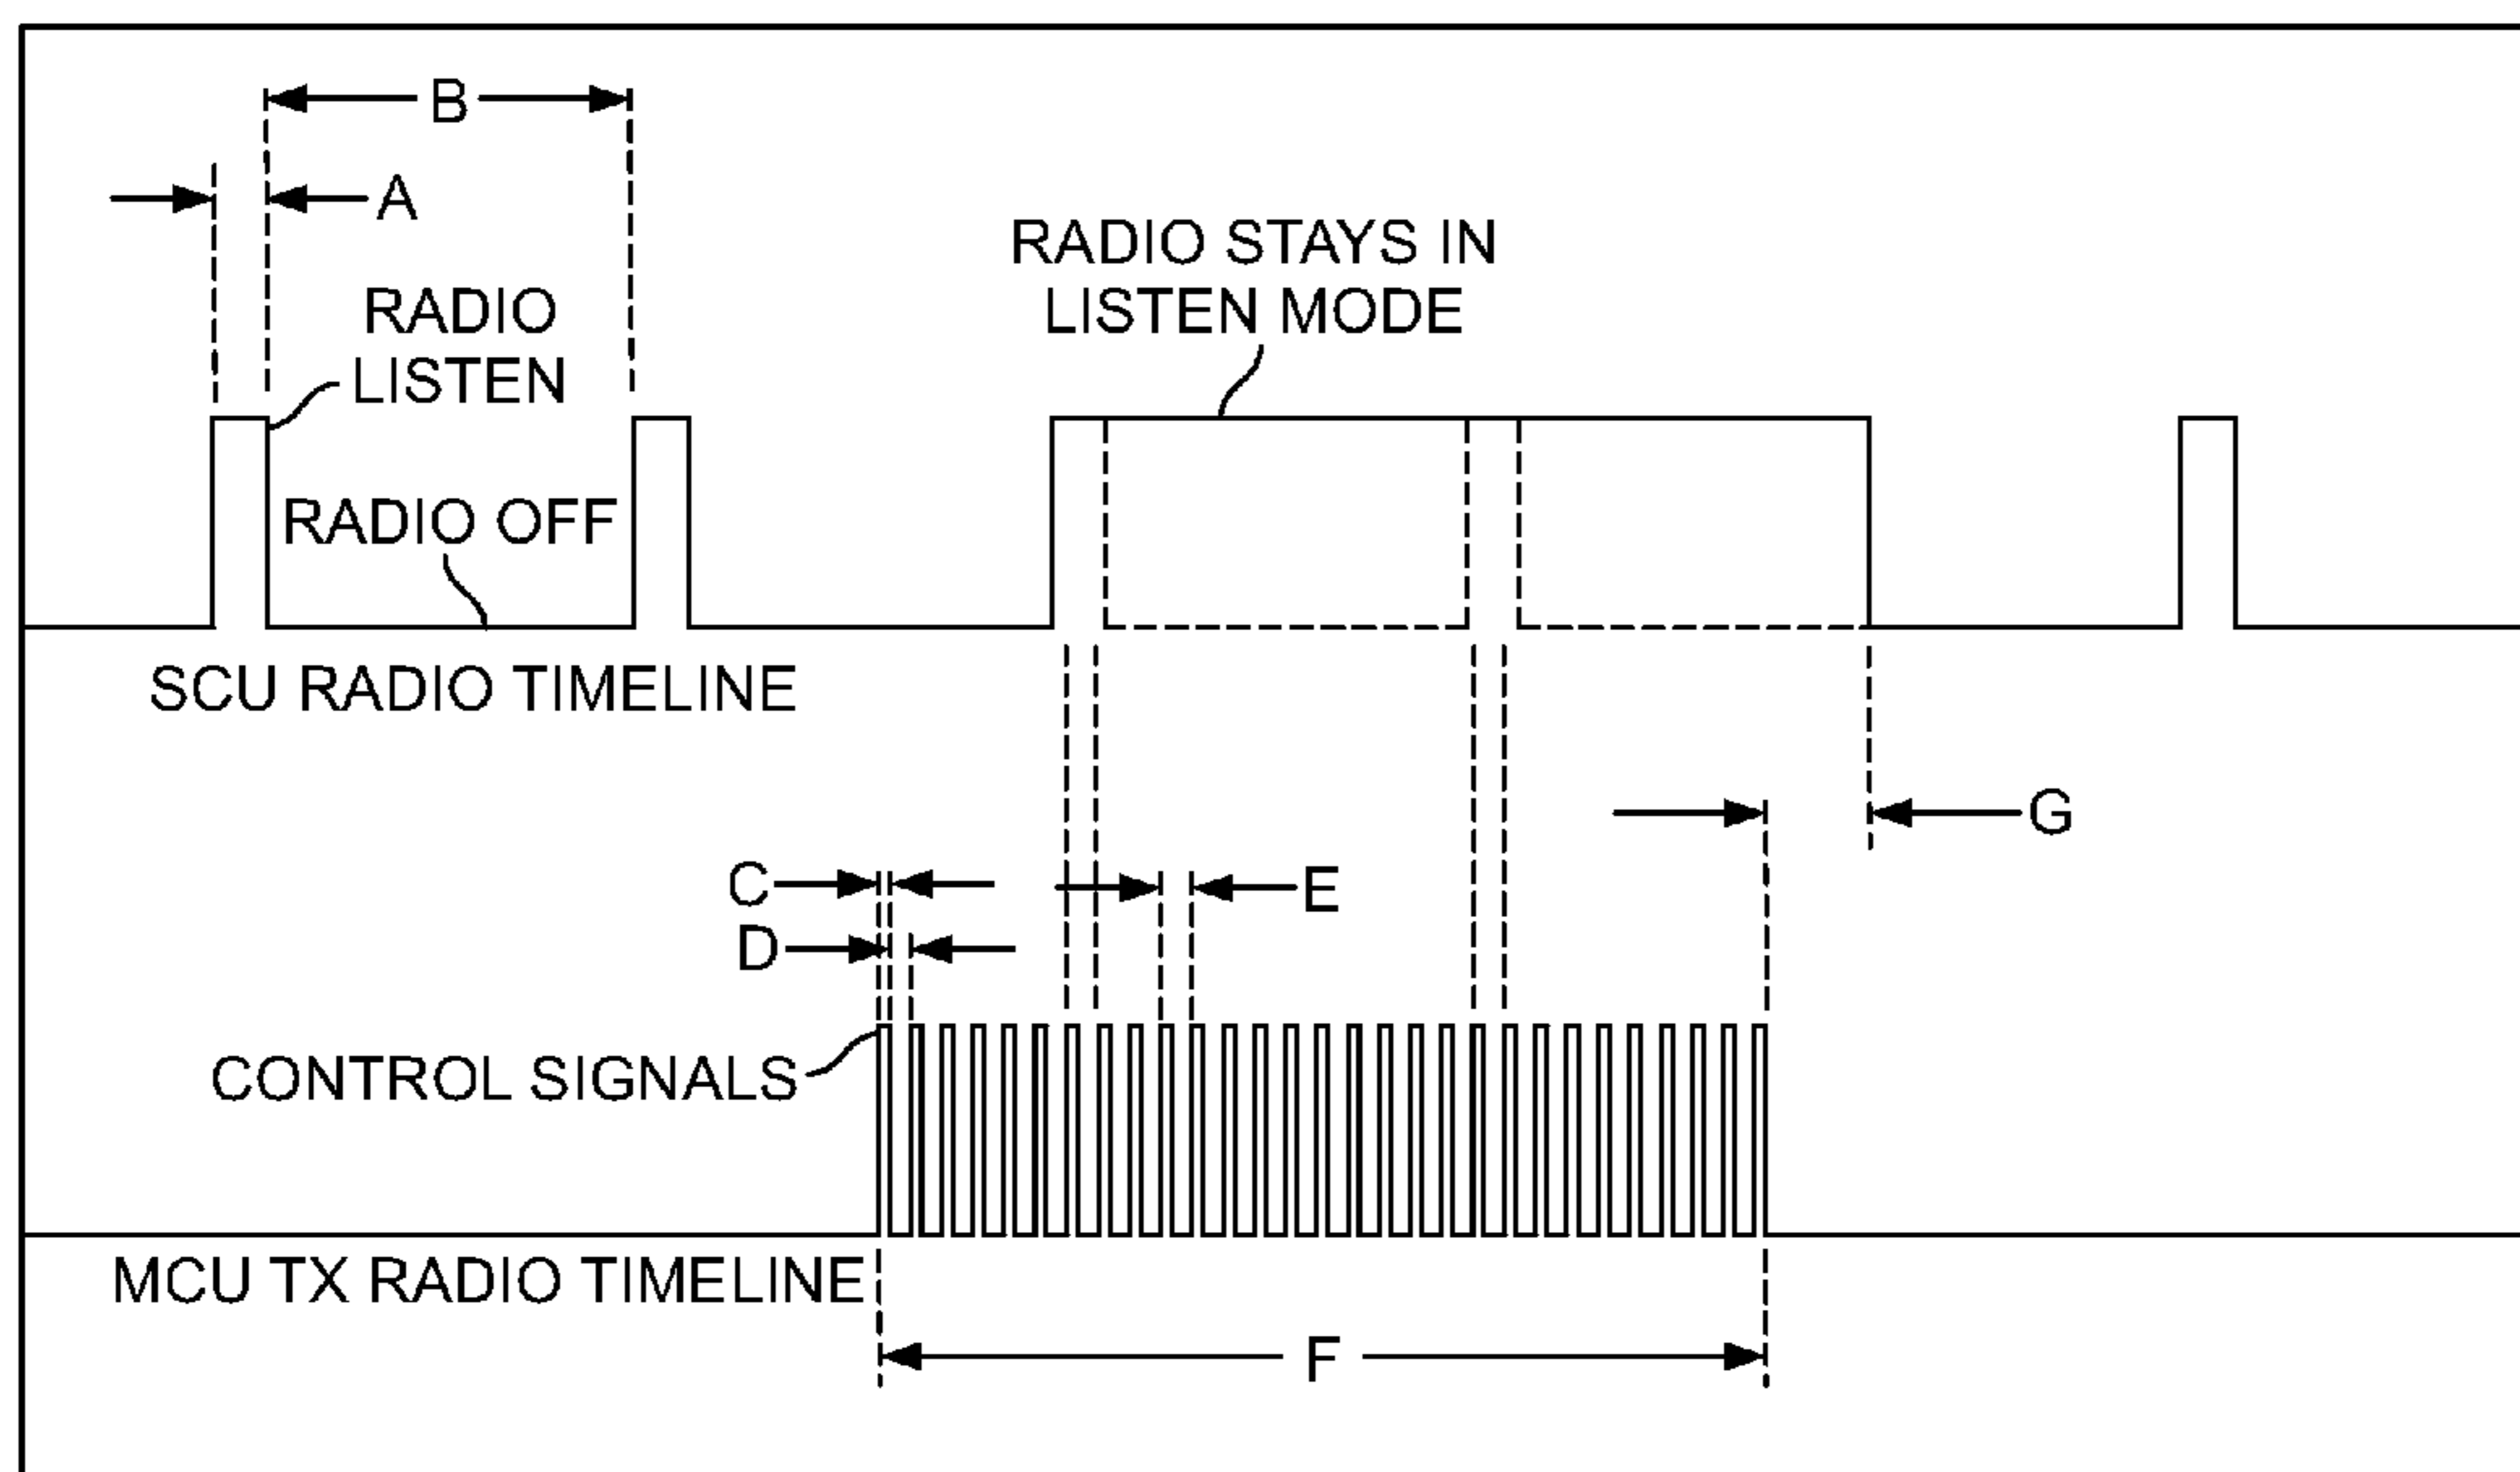 B
A
RADIO
LISTEN
RADIO STAYS IN
LISTEN MODE
RADIO OFF
SCU RADIO TIMELINE
G
C
E
D
CONTROL SIGNALS
MCU TX RADIO TIMELINE
F